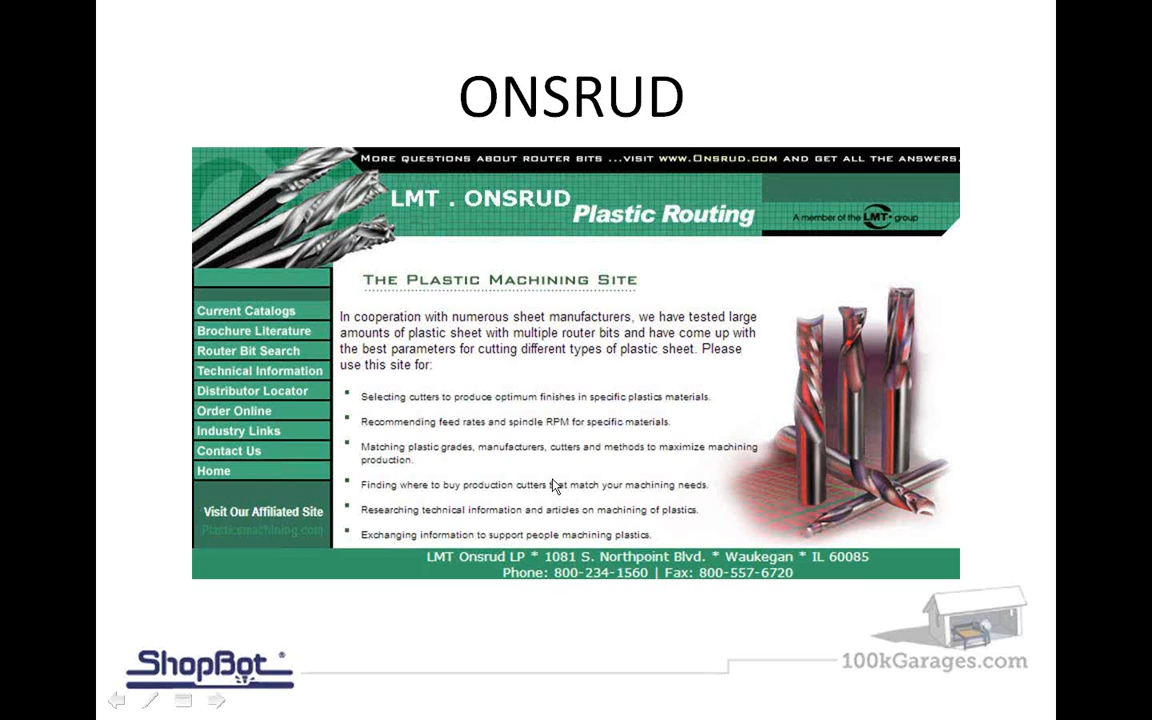 ONSRUD
MORE QUESTIONS ABOUT ROUTER BITS ...VISIT WWW.ONSRUD.COM AND GET ALL THE ANSWERS.
LMT . ONSRUD
Plastic Routing
A member of the LMT group
THE PLASTIC MACHINING SITE
Current Catalogs
Brochure Literature
Router Bit Search
Technical Information
Distributor Locator
Order Online
Industry Links
Contact Us
Home
Visit Our Affiliated Site
Plasticsmachining.com
In cooperation with numerous sheet manufacturers, we have tested large
amounts of plastic sheet with multiple router bits and have come up with
the best parameters for cutting different types of plastic sheet. Please
use this site for:
Selecting cutters to produce optimum finishes in specific plastics materials.
Recommending feed rates and spindle RPM for specific materials.
Matching plastic grades, manufacturers, cutters and methods to maximize machining
production.
Finding where to buy production cutters that match your machining needs.
Researching technical information and articles on machining of plastics.
Exchanging information to support people machining plastics.
LMT Onsrud LP * 1081 S. Northpoint Blvd. * Waukegan * IL 60085
Phone: 800-234-1560 | Fax: 800-557-6720
ShopBot®
100kGarages.com